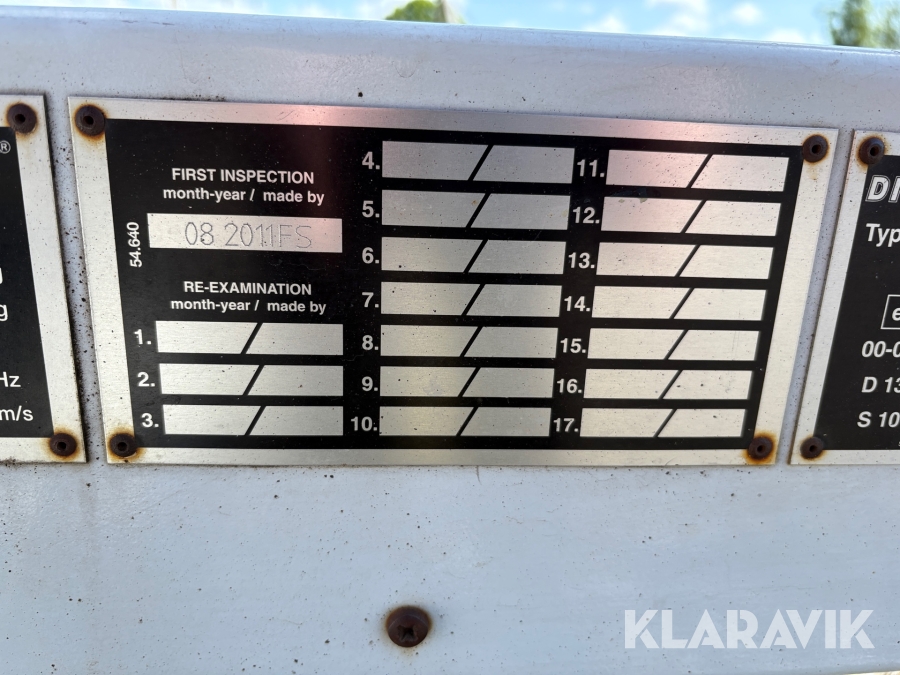 ®
g
Hz
m/s
54.640
FIRST INSPECTION
month-year / made by
08 2011FS
RE-EXAMINATION
month-year / made by
1.
2.
3.
4.
5.
6.
7.
8.
9.
10.
11.
12.
13.
14.
15.
16.
17.
Typ
e
00-0
D 13
S 10
KLARAVIK